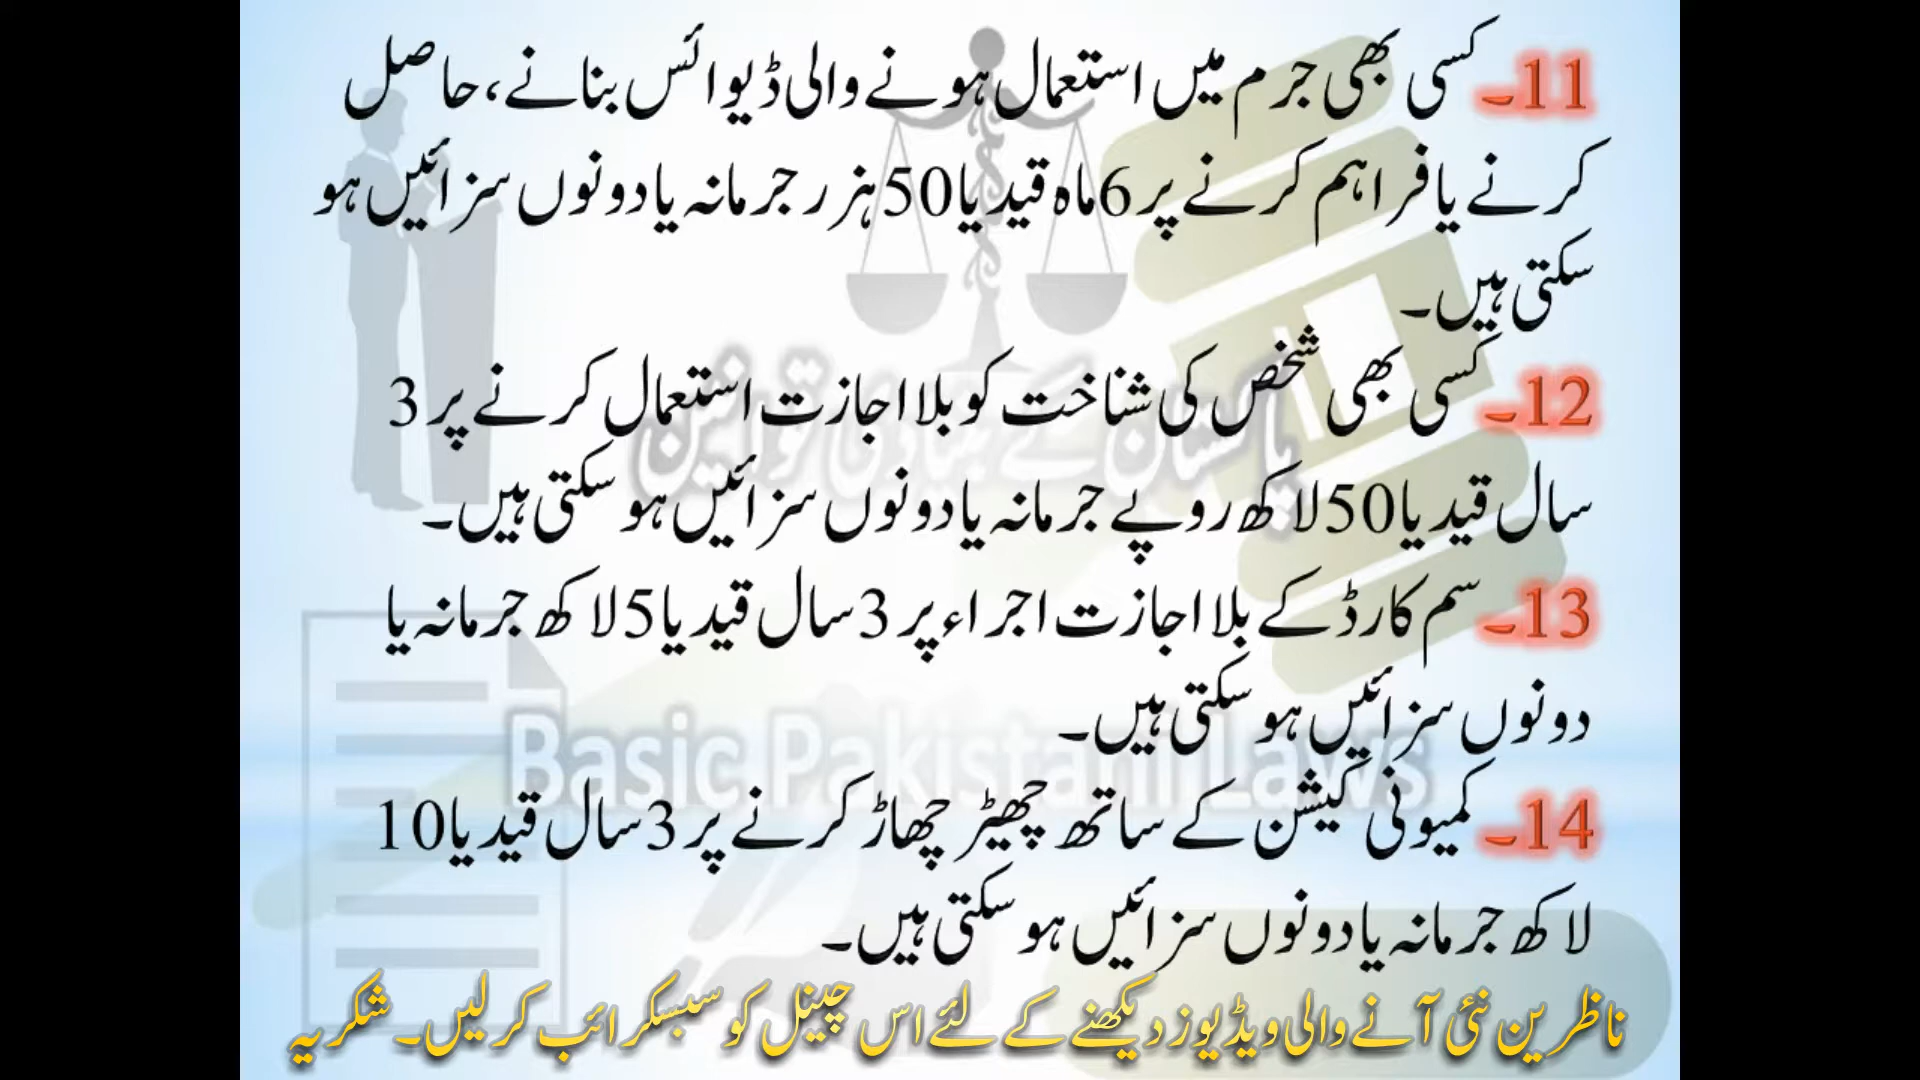 11۔ کسی بھی جرم میں استعمال ہونے والی ڈیوائس بنانے، حاصل
کرنے یا فراہم کرنے پر 6 ماہ قید یا 50 ہزر جرمانہ یا دونوں سزائیں ہو
سکتی ہیں۔
12۔ کسی بھی شخص کی شناخت کو بلا اجازت استعمال کرنے پر 3
سال قید یا 50 لاکھ روپے جرمانہ یا دونوں سزائیں ہو سکتی ہیں۔
13۔ سم کارڈ کے بلا اجازت اجراء پر 3 سال قید یا 5 لاکھ جرمانہ یا
دونوں سزائیں ہو سکتی ہیں۔
14۔ کمیونی کیشن کے ساتھ چھیڑ چھاڑ کرنے پر 3 سال قید یا 10
لاکھ جرمانہ یا دونوں سزائیں ہو سکتی ہیں۔
ناظرین نئی آنے والی ویڈیوز دیکھنے کے لئے اس چینل کو سبسکرائب کر لیں۔ شکریہ
پاکستان کے بنیادی قوانین
Basic Pakistani Laws